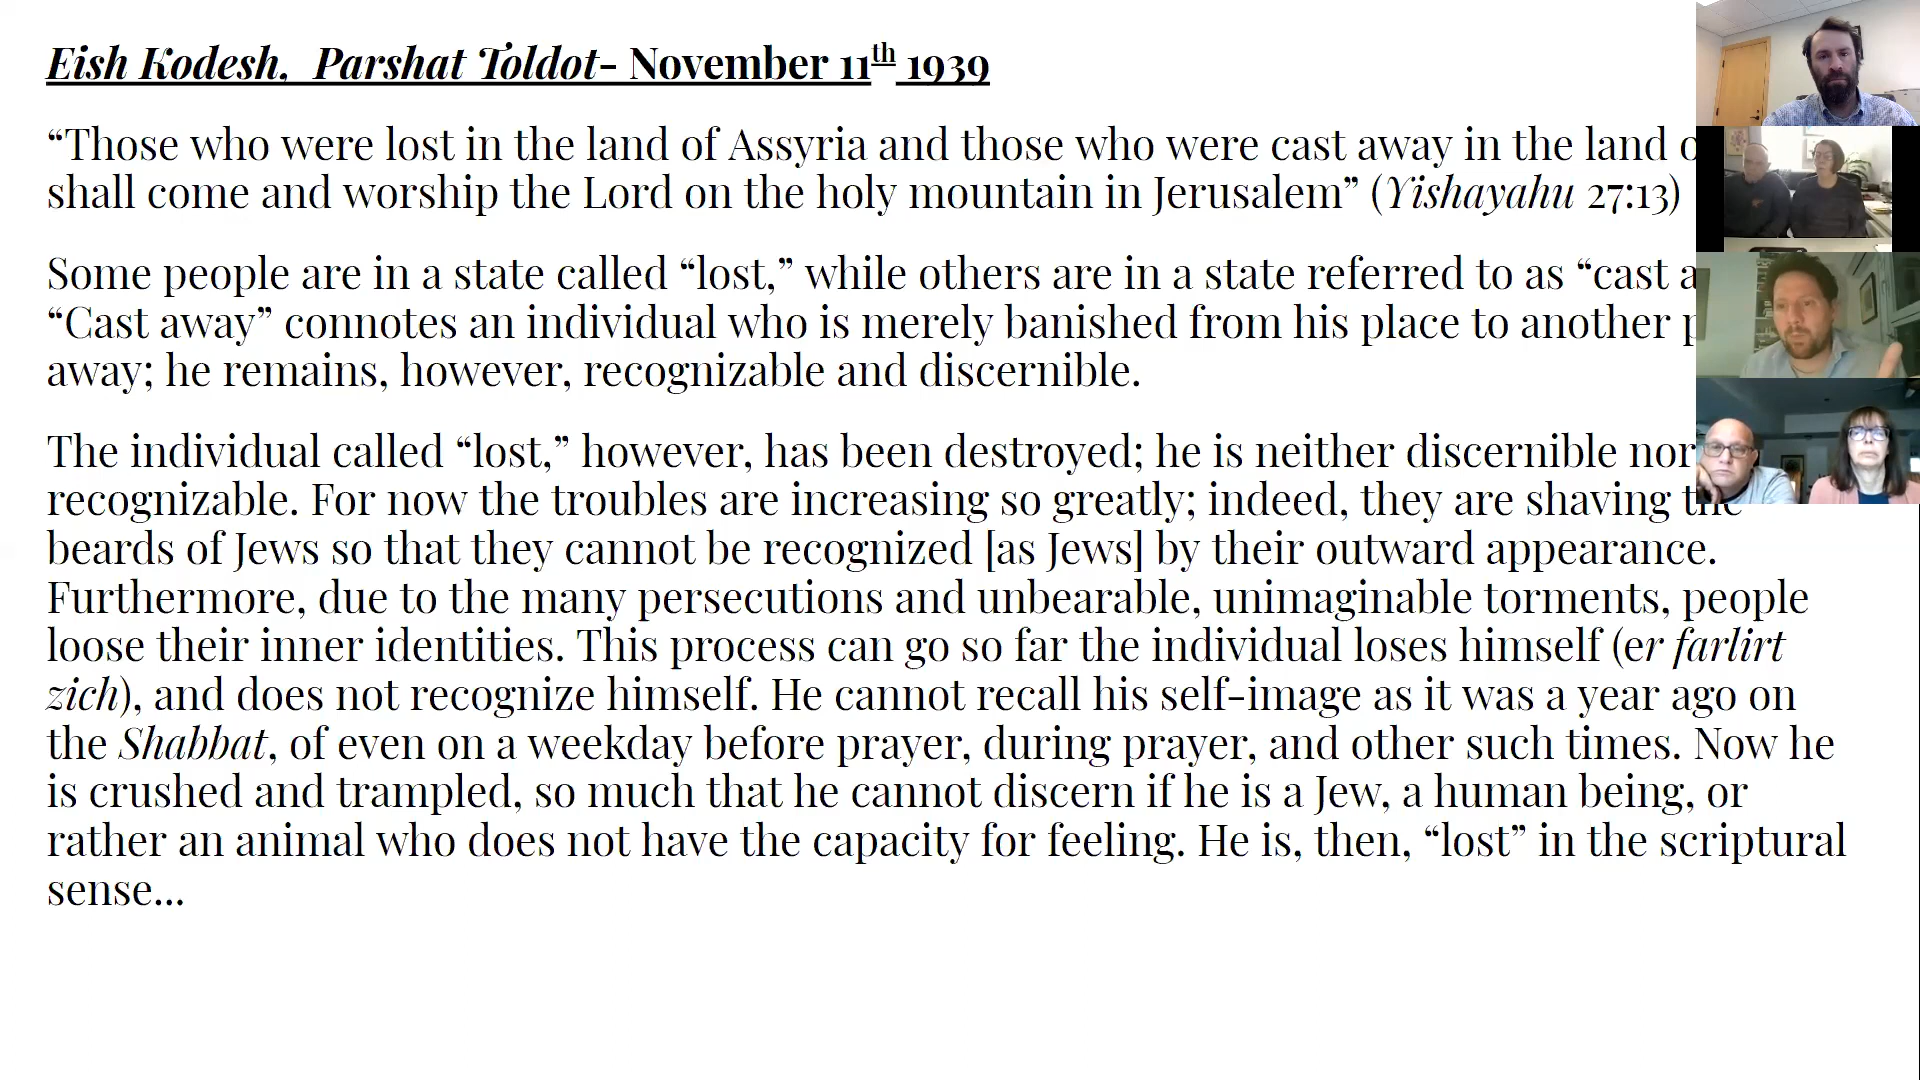 Eish Kodesh, Parshat Toldot- November 11th 1939
“Those who were lost in the land of Assyria and those who were cast away in the land
shall come and worship the Lord on the holy mountain in Jerusalem” (Yishayahu 27:13)
Some people are in a state called “lost,” while others are in a state referred to as “cast
“Cast away” connotes an individual who is merely banished from his place to another
away; he remains, however, recognizable and discernible.
The individual called “lost,” however, has been destroyed; he is neither discernible nor
recognizable. For now the troubles are increasing so greatly; indeed, they are shaving the
beards of Jews so that they cannot be recognized [as Jews] by their outward appearance.
Furthermore, due to the many persecutions and unbearable, unimaginable torments, people
loose their inner identities. This process can go so far the individual loses himself (er farlirt
zich), and does not recognize himself. He cannot recall his self-image as it was a year ago on
the Shabbat, of even on a weekday before prayer, during prayer, and other such times. Now he
is crushed and trampled, so much that he cannot discern if he is a Jew, a human being, or
rather an animal who does not have the capacity for feeling. He is, then, “lost” in the scriptural
sense...